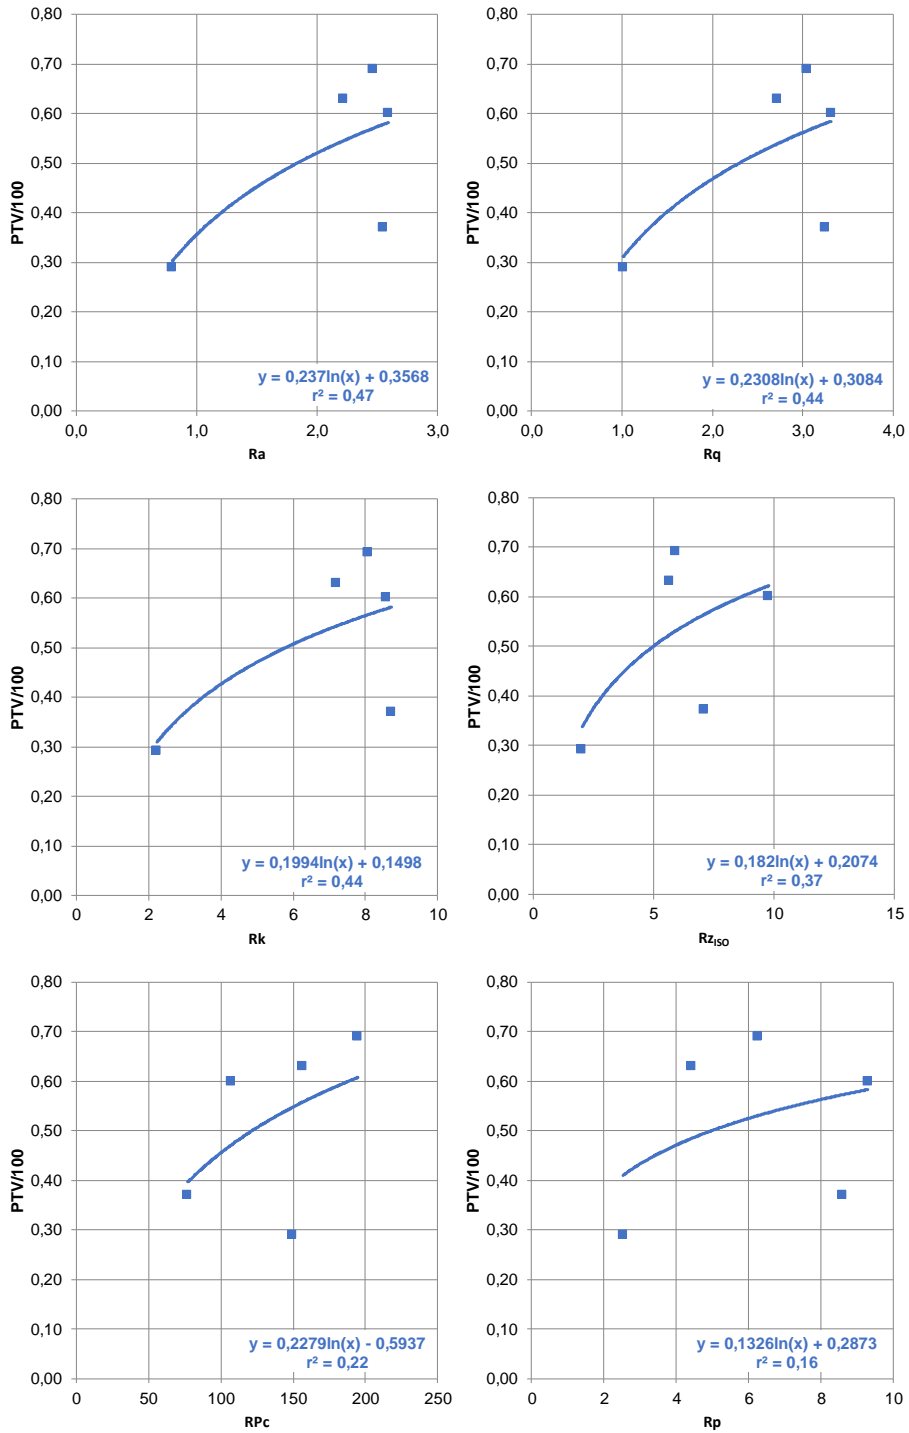 0,80
0,70
0,60
0,50
0,40
0,30
0,20
0,10
0,00
PTV/100
y = 0,237ln(x) + 0,3568
r² = 0,47
0,0 1,0 2,0 3,0
Ra
0,80
0,70
0,60
0,50
0,40
0,30
0,20
0,10
0,00
PTV/100
y = 0,2308ln(x) + 0,3084
r² = 0,44
0,0 1,0 2,0 3,0 4,0
Rq
0,80
0,70
0,60
0,50
0,40
0,30
0,20
0,10
0,00
PTV/100
y = 0,1994ln(x) + 0,1498
r² = 0,44
0 2 4 6 8 10
Rk
0,80
0,70
0,60
0,50
0,40
0,30
0,20
0,10
0,00
PTV/100
y = 0,182ln(x) + 0,2074
r² = 0,37
0 5 10 15
Rz_ISO
0,80
0,70
0,60
0,50
0,40
0,30
0,20
0,10
0,00
PTV/100
y = 0,2279ln(x) - 0,5937
r² = 0,22
0 50 100 150 200 250
RPc
0,80
0,70
0,60
0,50
0,40
0,30
0,20
0,10
0,00
PTV/100
y = 0,1326ln(x) + 0,2873
r² = 0,16
0 2 4 6 8 10
Rp